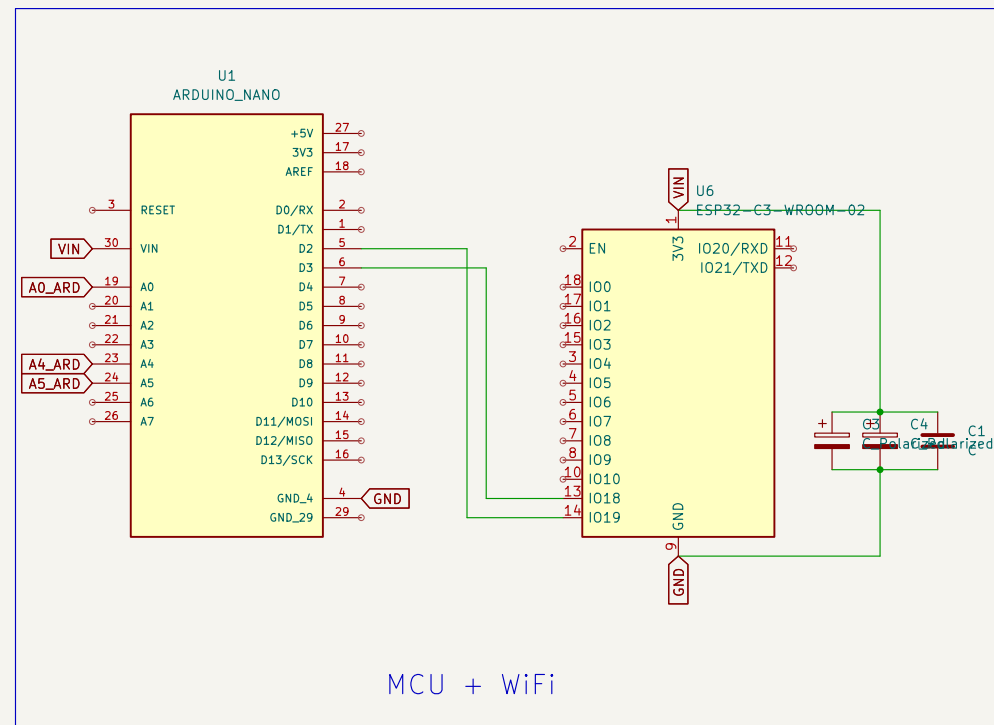 U1
ARDUINO_NANO
+5V 27
3V3 17
AREF 18
3 RESET D0/RX 2
D1/TX 1
VIN 30 VIN D2 5
D3 6
A0_ARD 19 A0 D4 7
20 A1 D5 8
21 A2 D6 9
22 A3 D7 10
A4_ARD 23 A4 D8 11
A5_ARD 24 A5 D9 12
25 A6 D10 13
26 A7 D11/MOSI 14
D12/MISO 15
D13/SCK 16
GND_4 4 GND
GND_29 29
VIN
U6
ESP32-C3-WROOM-02
1
3V3
2 EN IO20/RXD 11
IO21/TXD 12
18 IO0
17 IO1
16 IO2
15 IO3
3 IO4
4 IO5
5 IO6
6 IO7
7 IO8
8 IO9
10 IO10
13 IO18
14 IO19
GND
9
GND
+ C3
C_Polarized
+ C4
C_Polarized
C1
C
MCU + WiFi